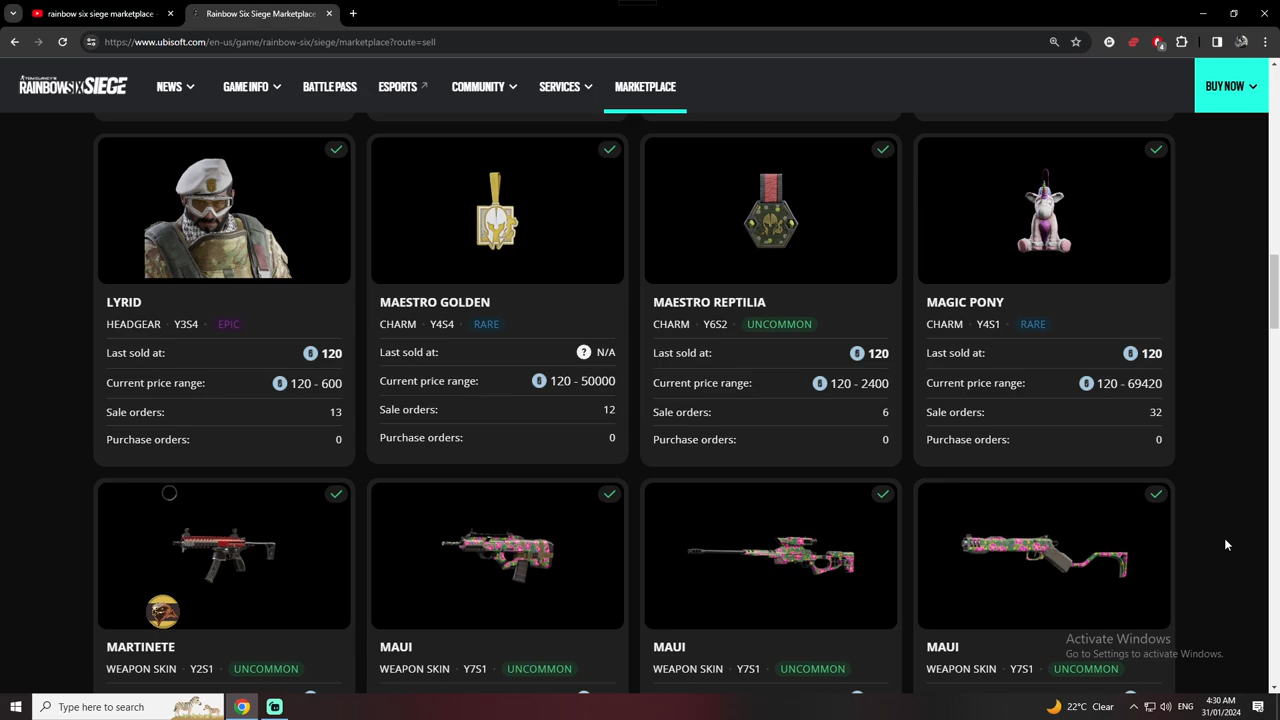 rainbow six siege marketplace -
Rainbow Six Siege Marketplace
https://www.ubisoft.com/en-us/game/rainbow-six/siege/marketplace?route=sell
4
TOM CLANCY'S
RAINBOWSIXSIEGE
NEWS
GAME INFO
BATTLE PASS
ESPORTS
COMMUNITY
SERVICES
MARKETPLACE
BUY NOW
LYRID
HEADGEAR · Y3S4 · EPIC
Last sold at: 120
Current price range: 120 - 600
Sale orders: 13
Purchase orders: 0
MAESTRO GOLDEN
CHARM · Y4S4 · RARE
Last sold at: ? N/A
Current price range: 120 - 50000
Sale orders: 12
Purchase orders: 0
MAESTRO REPTILIA
CHARM · Y6S2 · UNCOMMON
Last sold at: 120
Current price range: 120 - 2400
Sale orders: 6
Purchase orders: 0
MAGIC PONY
CHARM · Y4S1 · RARE
Last sold at: 120
Current price range: 120 - 69420
Sale orders: 32
Purchase orders: 0
MARTINETE
WEAPON SKIN · Y2S1 · UNCOMMON
MAUI
WEAPON SKIN · Y7S1 · UNCOMMON
MAUI
WEAPON SKIN · Y7S1 · UNCOMMON
MAUI
WEAPON SKIN · Y7S1 · UNCOMMON
Activate Windows
Go to Settings to activate Windows.
Type here to search
22°C Clear
ENG
4:30 AM
31/01/2024